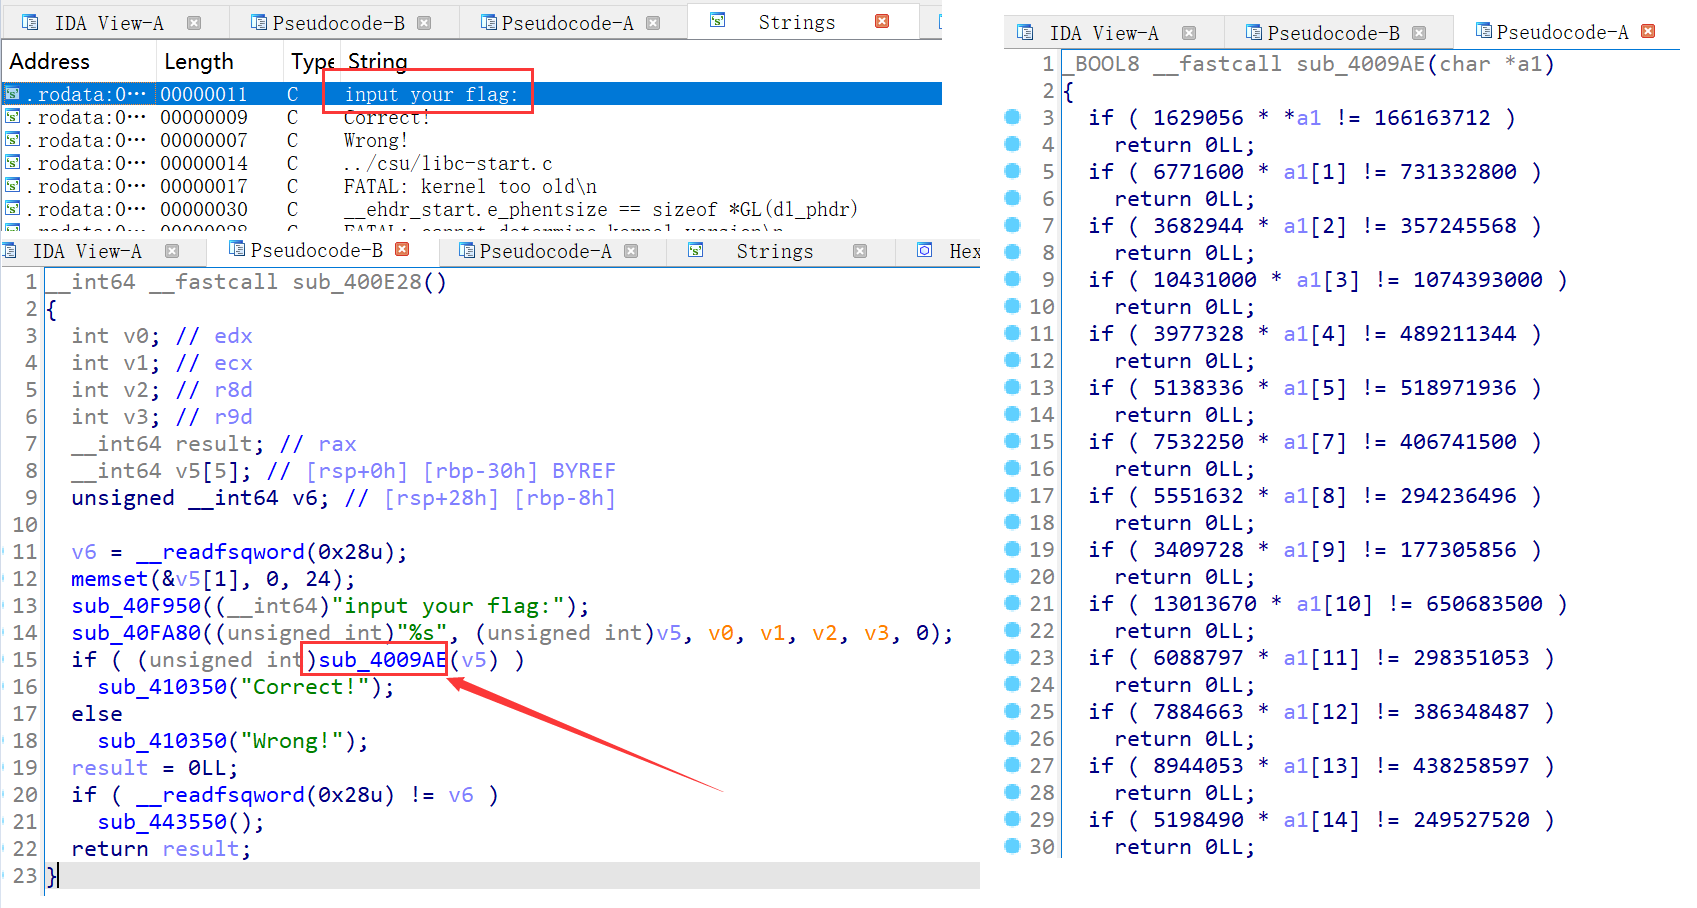 IDA View-A Pseudocode-B Pseudocode-A Strings
Address Length Type String
.rodata:0… 00000011 C input your flag:
.rodata:0… 00000009 C Correct!
.rodata:0… 00000007 C Wrong!
.rodata:0… 00000014 C ../csu/libc-start.c
.rodata:0… 00000017 C FATAL: kernel too old\n
.rodata:0… 00000030 C __ehdr_start.e_phentsize == sizeof *GL(dl_phdr)
.rodata:0… 00000028 C FATAL: cannot determine kernel version\n
IDA View-A Pseudocode-B Pseudocode-A Strings Hex
1 __int64 __fastcall sub_400E28()
2 {
3 int v0; // edx
4 int v1; // ecx
5 int v2; // r8d
6 int v3; // r9d
7 __int64 result; // rax
8 __int64 v5[5]; // [rsp+0h] [rbp-30h] BYREF
9 unsigned __int64 v6; // [rsp+28h] [rbp-8h]
10
11 v6 = __readfsqword(0x28u);
12 memset(&v5[1], 0, 24);
13 sub_40F950((__int64)"input your flag:");
14 sub_40FA80((unsigned int)"%s", (unsigned int)v5, v0, v1, v2, v3, 0);
15 if ( (unsigned int)sub_4009AE(v5) )
16 sub_410350("Correct!");
17 else
18 sub_410350("Wrong!");
19 result = 0LL;
20 if ( __readfsqword(0x28u) != v6 )
21 sub_443550();
22 return result;
23 }
IDA View-A Pseudocode-B Pseudocode-A
1 _BOOL8 __fastcall sub_4009AE(char *a1)
2 {
3 if ( 1629056 * *a1 != 166163712 )
4 return 0LL;
5 if ( 6771600 * a1[1] != 731332800 )
6 return 0LL;
7 if ( 3682944 * a1[2] != 357245568 )
8 return 0LL;
9 if ( 10431000 * a1[3] != 1074393000 )
10 return 0LL;
11 if ( 3977328 * a1[4] != 489211344 )
12 return 0LL;
13 if ( 5138336 * a1[5] != 518971936 )
14 return 0LL;
15 if ( 7532250 * a1[7] != 406741500 )
16 return 0LL;
17 if ( 5551632 * a1[8] != 294236496 )
18 return 0LL;
19 if ( 3409728 * a1[9] != 177305856 )
20 return 0LL;
21 if ( 13013670 * a1[10] != 650683500 )
22 return 0LL;
23 if ( 6088797 * a1[11] != 298351053 )
24 return 0LL;
25 if ( 7884663 * a1[12] != 386348487 )
26 return 0LL;
27 if ( 8944053 * a1[13] != 438258597 )
28 return 0LL;
29 if ( 5198490 * a1[14] != 249527520 )
30 return 0LL;